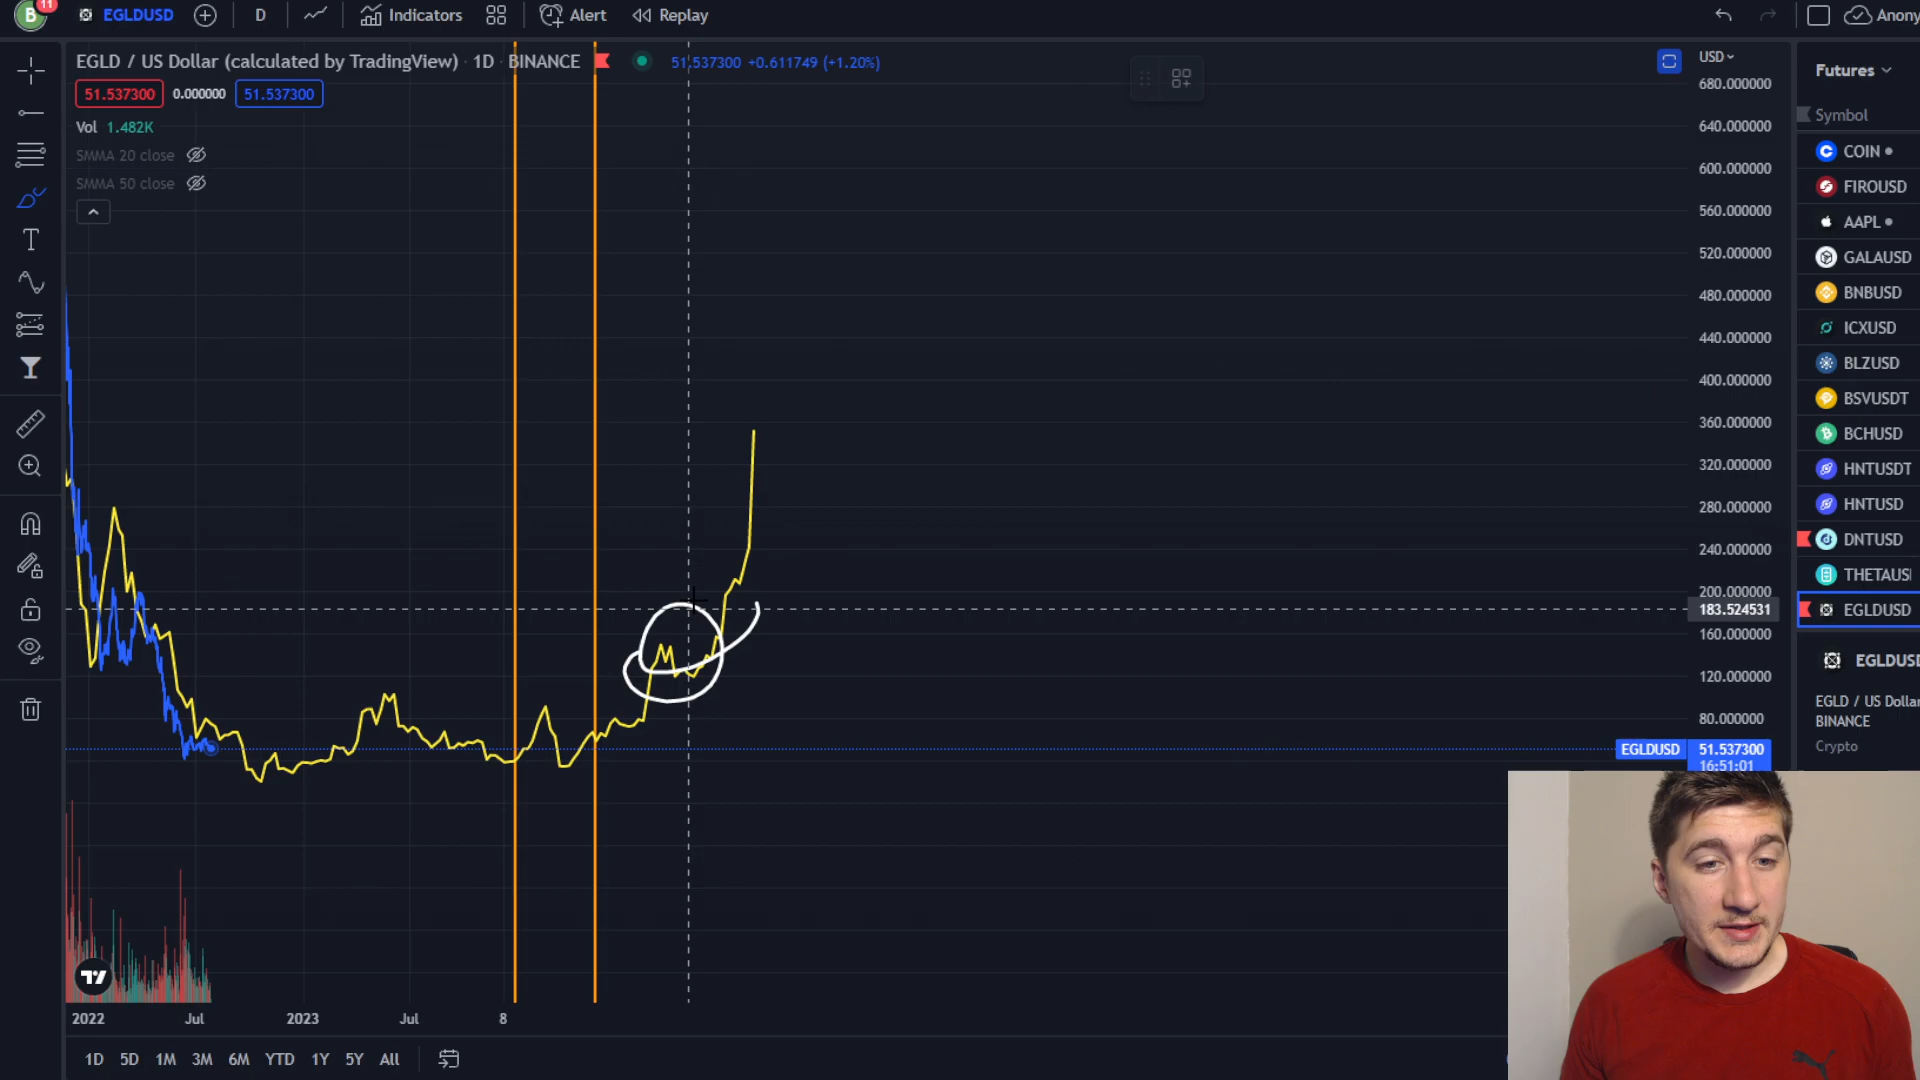 B 11 EGLDUSD D Indicators Alert Replay Anony
EGLD / US Dollar (calculated by TradingView) · 1D · BINANCE 51.537300 +0.611749 (+1.20%)
51.537300 0.000000 51.537300
Vol 1.482K
SMMA 20 close
SMMA 50 close
USD
680.000000
640.000000
600.000000
560.000000
520.000000
480.000000
440.000000
400.000000
360.000000
320.000000
280.000000
240.000000
200.000000
183.524531
160.000000
120.000000
80.000000
EGLDUSD 51.537300
16:51:01
Futures
Symbol
COIN
FIROUSD
AAPL
GALAUSD
BNBUSD
ICXUSD
BLZUSD
BSVUSDT
BCHUSD
HNTUSDT
HNTUSD
DNTUSD
THETAUS
EGLDUSD
EGLDUSD
EGLD / US Dollar
BINANCE
Crypto
2022 Jul 2023 Jul 8
1D 5D 1M 3M 6M YTD 1Y 5Y All